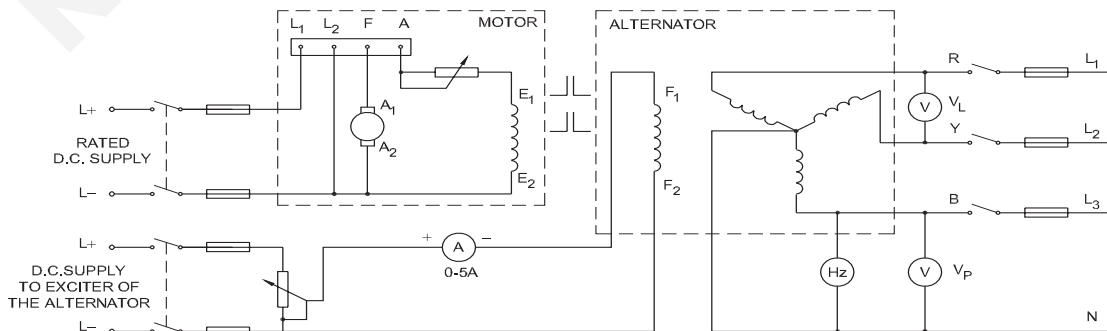 MOTOR
L1 L2 F A
A1
A2
E1
E2
L+
RATED
D.C. SUPPLY
L–
ALTERNATOR
F1
F2
R
L1
V
VL
Y
L2
B
L3
Hz
V
VP
N
L+
D.C.SUPPLY
TO EXCITER OF
THE ALTERNATOR
L–
+ A –
0-5A